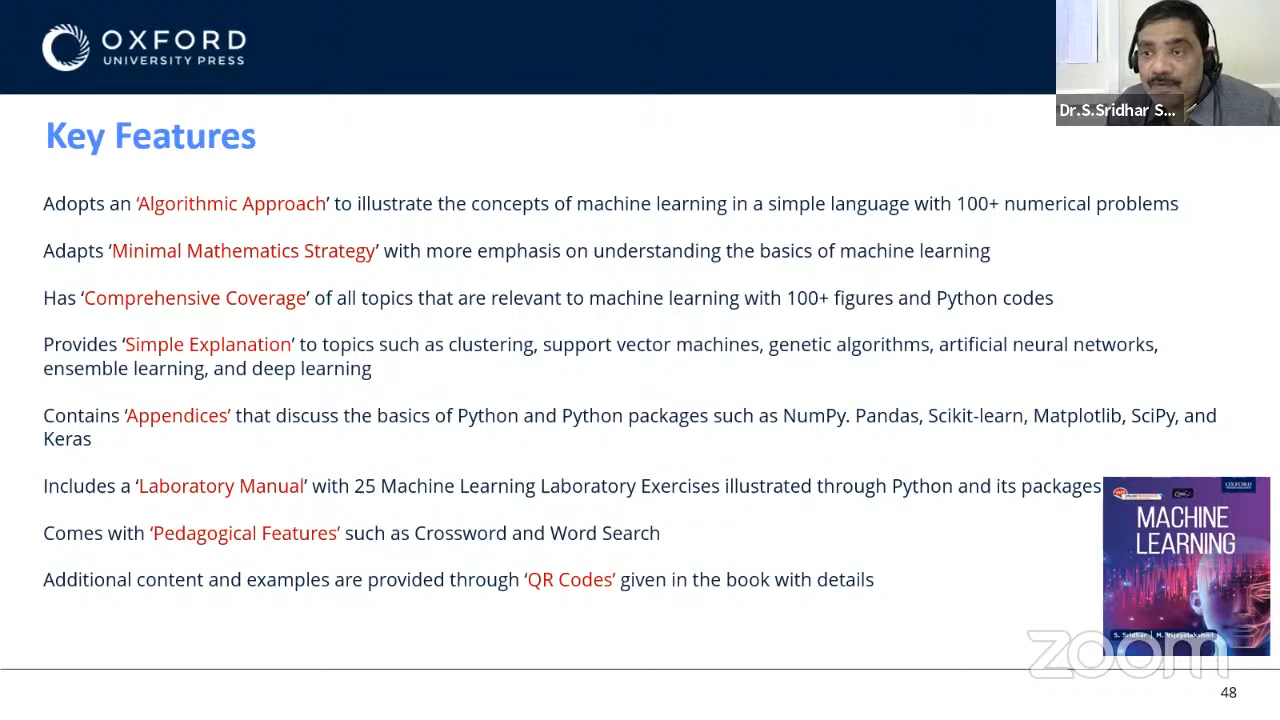 OXFORD
UNIVERSITY PRESS
Dr.S.Sridhar S...
Key Features
Adopts an ‘Algorithmic Approach’ to illustrate the concepts of machine learning in a simple language with 100+ numerical problems
Adapts ‘Minimal Mathematics Strategy’ with more emphasis on understanding the basics of machine learning
Has ‘Comprehensive Coverage’ of all topics that are relevant to machine learning with 100+ figures and Python codes
Provides ‘Simple Explanation’ to topics such as clustering, support vector machines, genetic algorithms, artificial neural networks,
ensemble learning, and deep learning
Contains ‘Appendices’ that discuss the basics of Python and Python packages such as NumPy. Pandas, Scikit-learn, Matplotlib, SciPy, and
Keras
Includes a ‘Laboratory Manual’ with 25 Machine Learning Laboratory Exercises illustrated through Python and its packages
Comes with ‘Pedagogical Features’ such as Crossword and Word Search
Additional content and examples are provided through ‘QR Codes’ given in the book with details
OXFORD
MACHINE
LEARNING
S. Sridhar | M. Vijayalakshmi
zoom
48